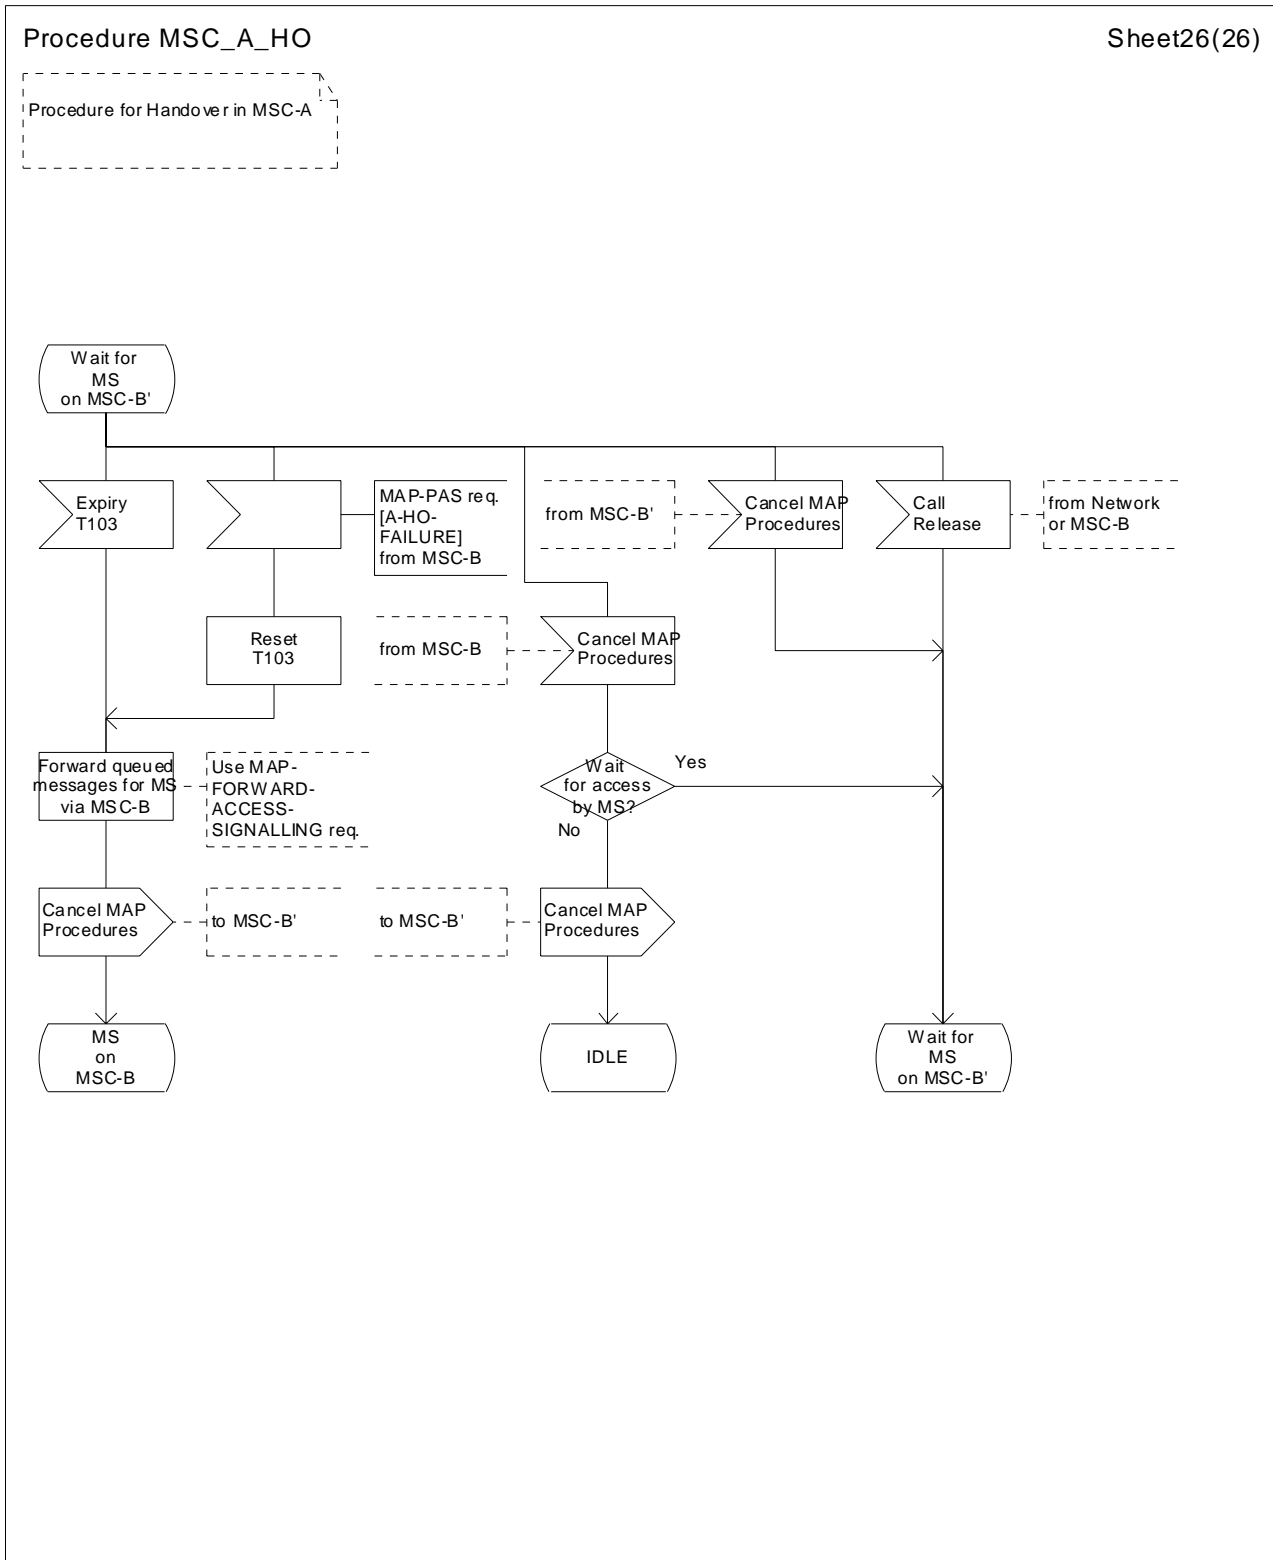 Procedure MSC_A_HO
Sheet26(26)
Procedure for Handover in MSC-A
Wait for
MS
on MSC-B'
Expiry
T103
MAP-PAS req.
[A-HO-
FAILURE]
from MSC-B
from MSC-B'
Cancel MAP
Procedures
Call
Release
from Network
or MSC-B
Reset
T103
from MSC-B
Cancel MAP
Procedures
Forward queued
messages for MS
via MSC-B
Use MAP-
FORWARD-
ACCESS-
SIGNALLING req.
Wait
for access
by MS?
Yes
No
Cancel MAP
Procedures
to MSC-B'
to MSC-B'
Cancel MAP
Procedures
MS
on
MSC-B
IDLE
Wait for
MS
on MSC-B'